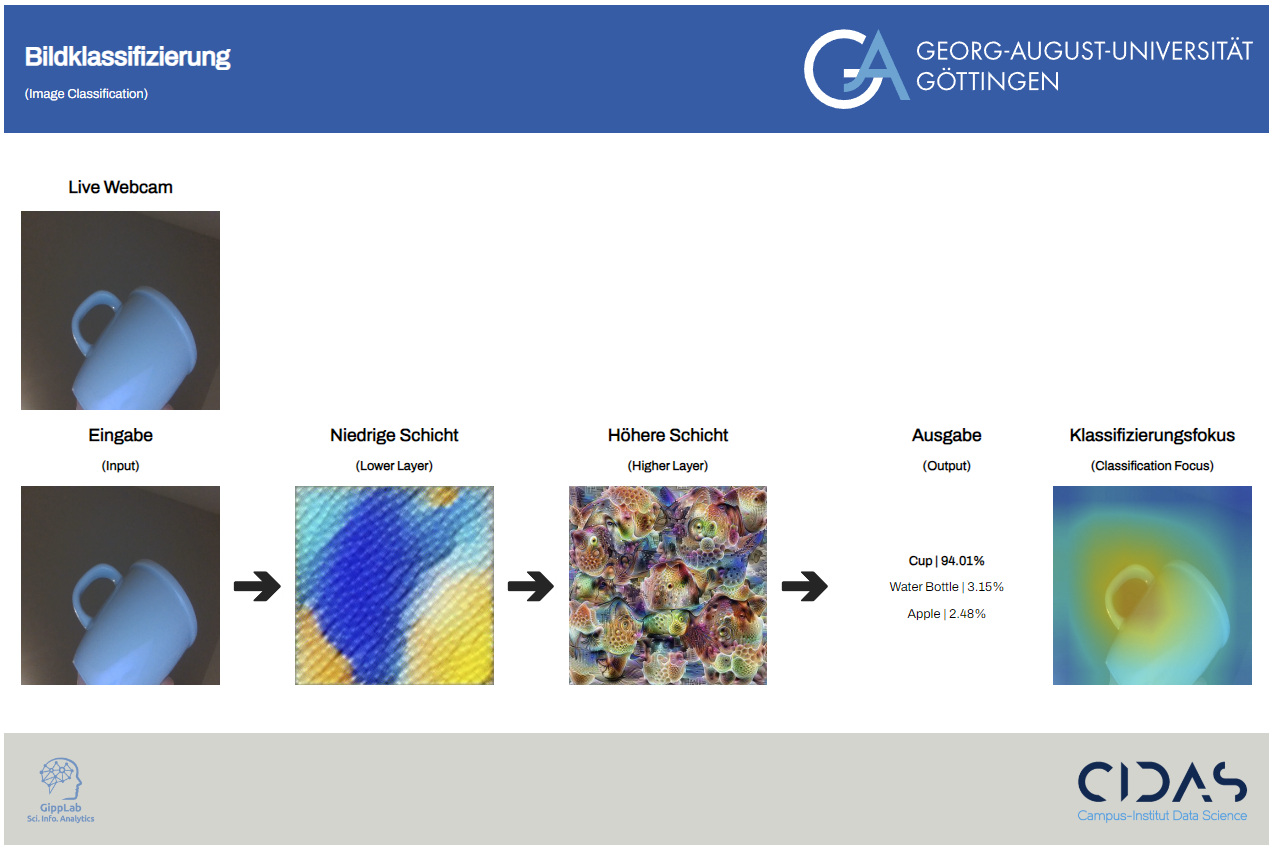 Bildklassifizierung
(Image Classification)
GEORG-AUGUST-UNIVERSITÄT
GÖTTINGEN
Live Webcam
Eingabe
(Input)
Niedrige Schicht
(Lower Layer)
Höhere Schicht
(Higher Layer)
Ausgabe
(Output)
Klassifizierungsfokus
(Classification Focus)
Cup | 94.01%
Water Bottle | 3.15%
Apple | 2.48%
GippLab
Sci. Info. Analytics
CIDAS
Campus-Institut Data Science